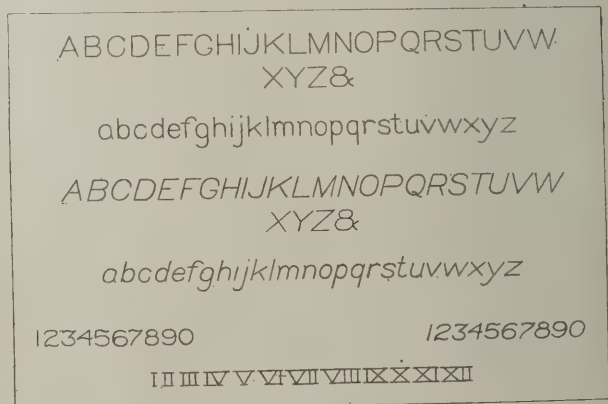 ABCDEFGHIJKLMNOPQRSTUVW
XYZ&
abcdefghijklmnopqrstuvwxyz
ABCDEFGHIJKLMNOPQRSTUVW
XYZ&
abcdefghijklmnopqrstuvwxyz
1234567890 1234567890
I II III IV V VI VII VIII IX X XI XII